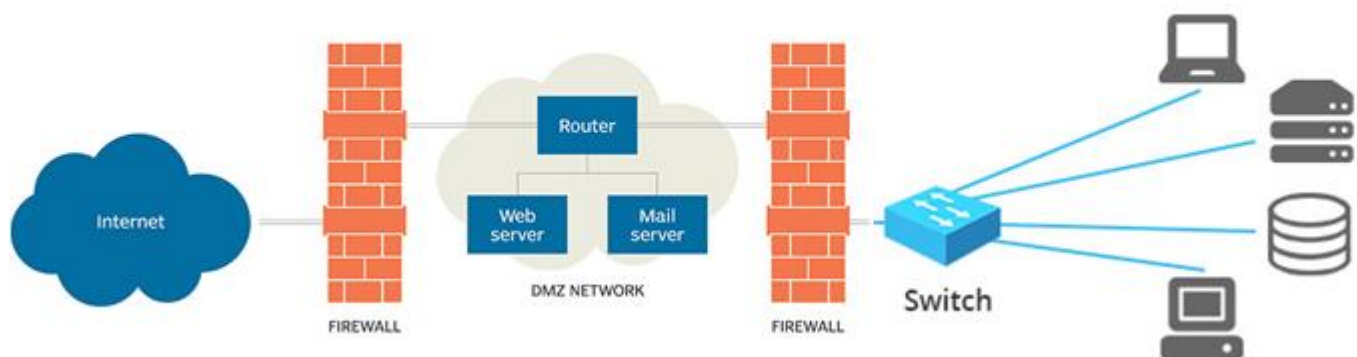 Internet
FIREWALL
Router
Web
server
Mail
server
DMZ NETWORK
FIREWALL
Switch